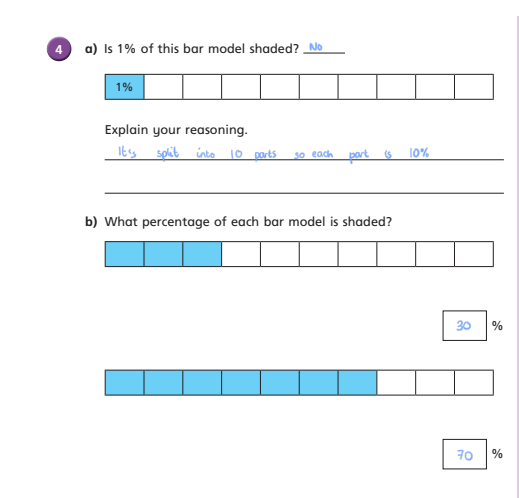 4 a) Is 1% of this bar model shaded? No
1%
Explain your reasoning.
It's split into 10 parts so each part is 10%
b) What percentage of each bar model is shaded?
30 %
70 %